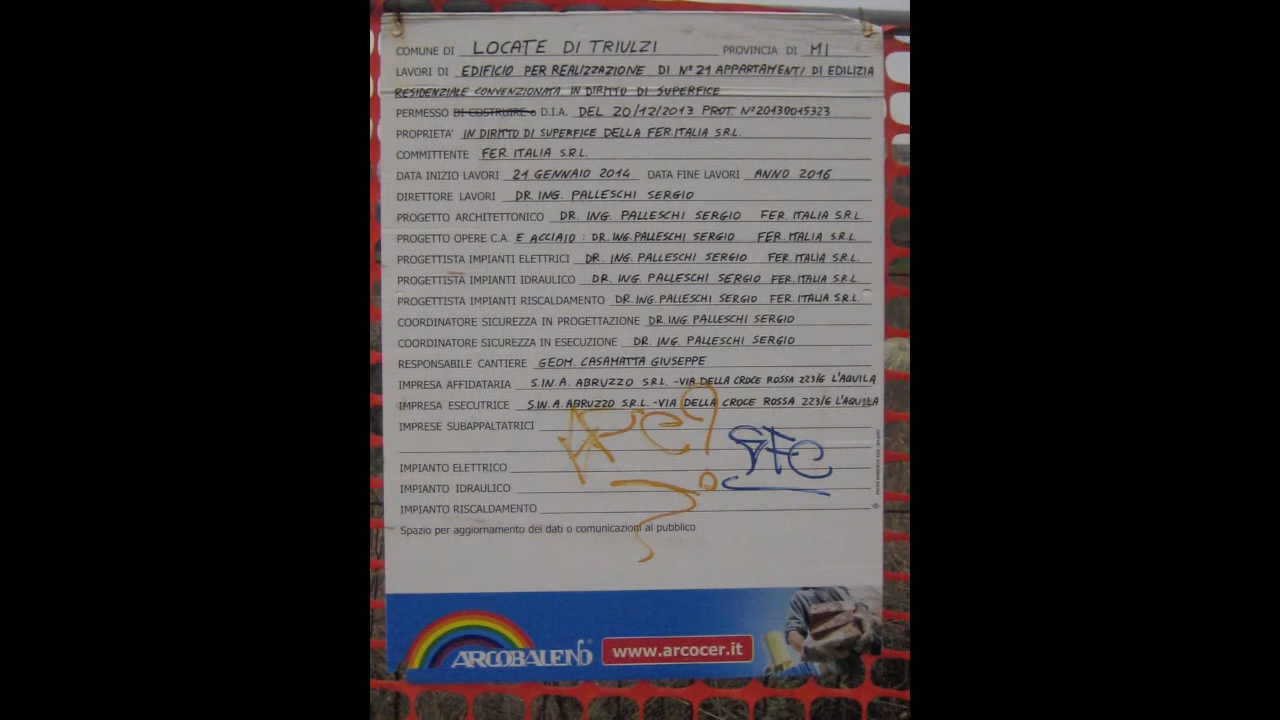 COMUNE DI LOCATE DI TRIULZI PROVINCIA DI MI
LAVORI DI EDIFICIO PER REALIZZAZIONE DI N° 21 APPARTAMENTI DI EDILIZIA
RESIDENZIALE CONVENZIONATA IN DIRITTO DI SUPERFICE
PERMESSO DI COSTRUIRE o D.I.A. DEL 20/12/2013 PROT. N° 20130015323
PROPRIETA' IN DIRITTO DI SUPERFICE DELLA FER.ITALIA S.R.L.
COMMITTENTE FER. ITALIA S.R.L.
DATA INIZIO LAVORI 21 GENNAIO 2014 DATA FINE LAVORI ANNO 2016
DIRETTORE LAVORI DR. ING. PALLESCHI SERGIO
PROGETTO ARCHITETTONICO DR. ING. PALLESCHI SERGIO FER. ITALIA S.R.L.
PROGETTO OPERE C.A. E ACCIAIO : DR. ING. PALLESCHI SERGIO FER. ITALIA S.R.L.
PROGETTISTA IMPIANTI ELETTRICI DR. ING. PALLESCHI SERGIO FER. ITALIA S.R.L.
PROGETTISTA IMPIANTI IDRAULICO DR. ING. PALLESCHI SERGIO FER. ITALIA S.R.L.
PROGETTISTA IMPIANTI RISCALDAMENTO DR. ING. PALLESCHI SERGIO FER. ITALIA S.R.L.
COORDINATORE SICUREZZA IN PROGETTAZIONE DR. ING. PALLESCHI SERGIO
COORDINATORE SICUREZZA IN ESECUZIONE DR. ING. PALLESCHI SERGIO
RESPONSABILE CANTIERE GEOM. CASAMATTA GIUSEPPE
IMPRESA AFFIDATARIA S.IN.A. ABRUZZO S.R.L. - VIA DELLA CROCE ROSSA 223/G L'AQUILA
IMPRESA ESECUTRICE S.IN.A. ABRUZZO S.R.L. - VIA DELLA CROCE ROSSA 223/G L'AQUILA
IMPRESE SUBAPPALTATRICI
IMPIANTO ELETTRICO
IMPIANTO IDRAULICO
IMPIANTO RISCALDAMENTO
Spazio per aggiornamento dei dati o comunicazioni al pubblico
ARCOBALENO®
www.arcocer.it